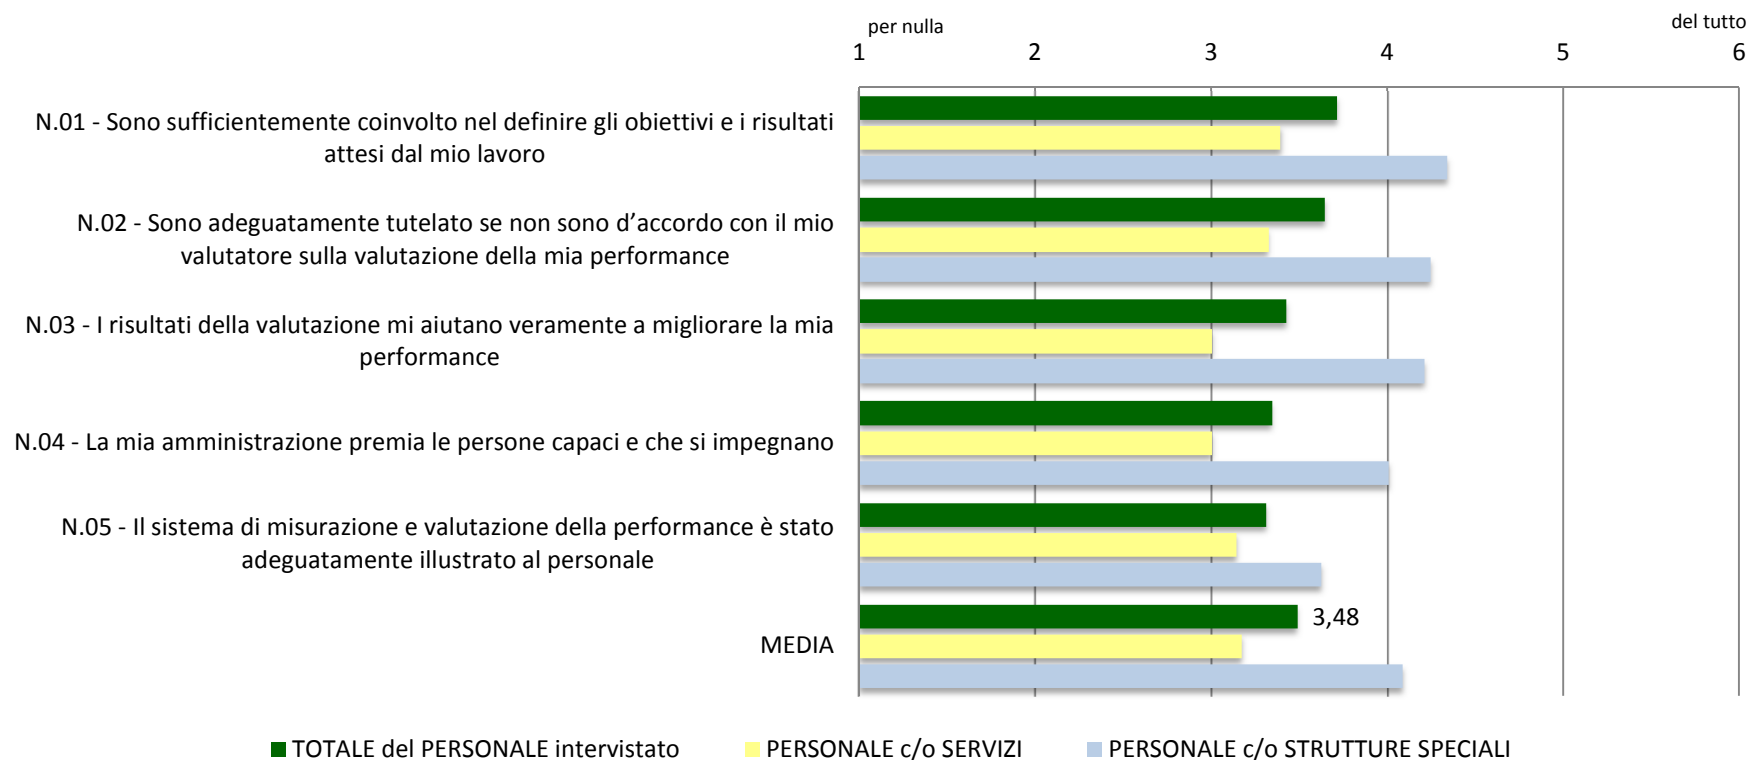 per nulla
del tutto
1 2 3 4 5 6
N.01 - Sono sufficientemente coinvolto nel definire gli obiettivi e i risultati
attesi dal mio lavoro
N.02 - Sono adeguatamente tutelato se non sono d’accordo con il mio
valutatore sulla valutazione della mia performance
N.03 - I risultati della valutazione mi aiutano veramente a migliorare la mia
performance
N.04 - La mia amministrazione premia le persone capaci e che si impegnano
N.05 - Il sistema di misurazione e valutazione della performance è stato
adeguatamente illustrato al personale
3,48
MEDIA
TOTALE del PERSONALE intervistato
PERSONALE c/o SERVIZI
PERSONALE c/o STRUTTURE SPECIALI